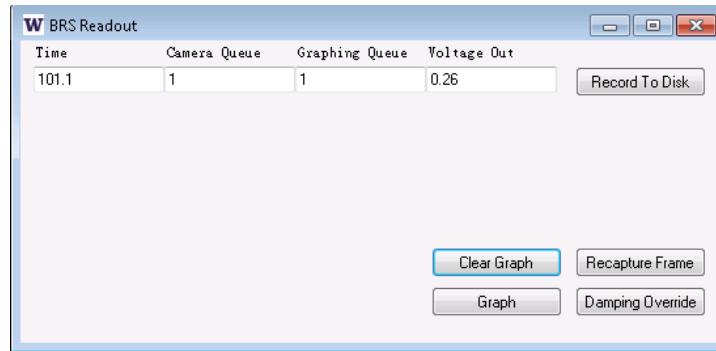 W BRS Readout
Time Camera Queue Graphing Queue Voltage Out
101.1 1 1 0.26 Record To Disk
Clear Graph Recapture Frame
Graph Damping Override